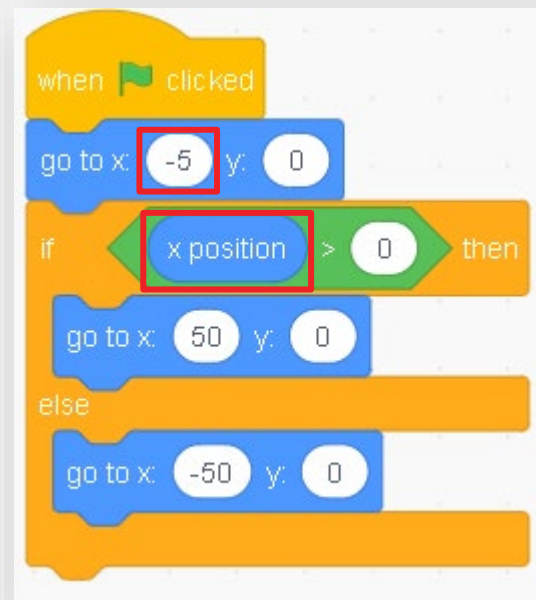 when clicked
go to x: -5 y: 0
if x position > 0 then
go to x: 50 y: 0
else
go to x: -50 y: 0